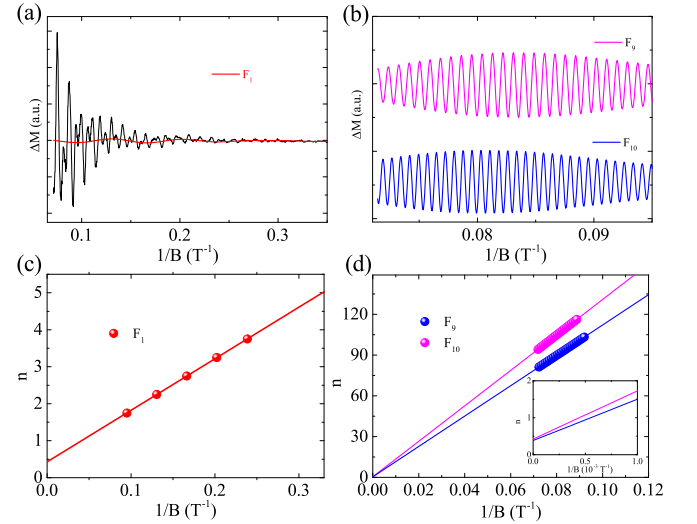 (a)
ΔM (a.u.)
F₁
0.1 0.2 0.3
1/B (T⁻¹)
(b)
ΔM (a.u.)
F₉
F₁₀
0.08 0.09
1/B (T⁻¹)
(c)
n
5
4
3
2
1
0
F₁
0.0 0.1 0.2 0.3
1/B (T⁻¹)
(d)
n
120
90
60
30
0
F₉
F₁₀
n
2
1
0
0.0 0.5 1.0
1/B (10⁻² T⁻¹)
0.00 0.02 0.04 0.06 0.08 0.10 0.12
1/B (T⁻¹)